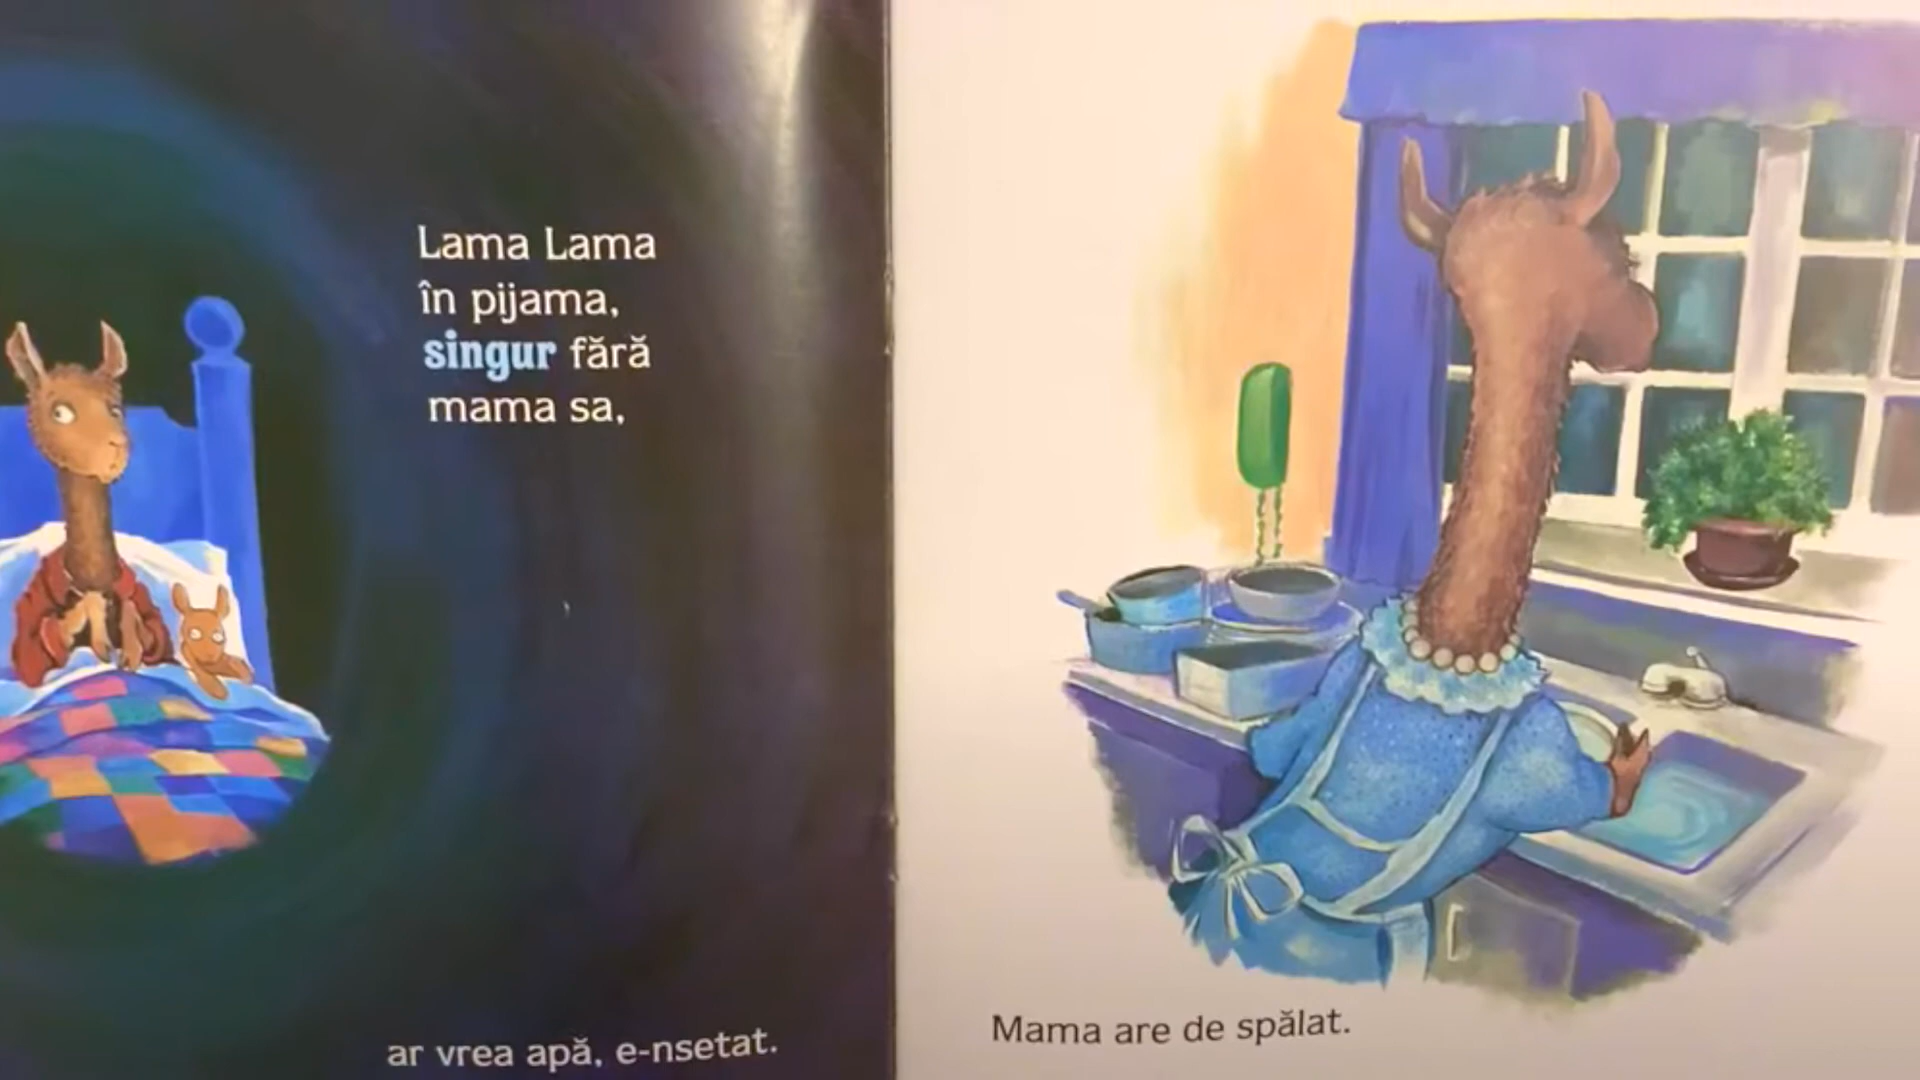 Lama Lama
în pijama,
singur fără
mama sa,
ar vrea apă, e-nsetat.
Mama are de spălat.